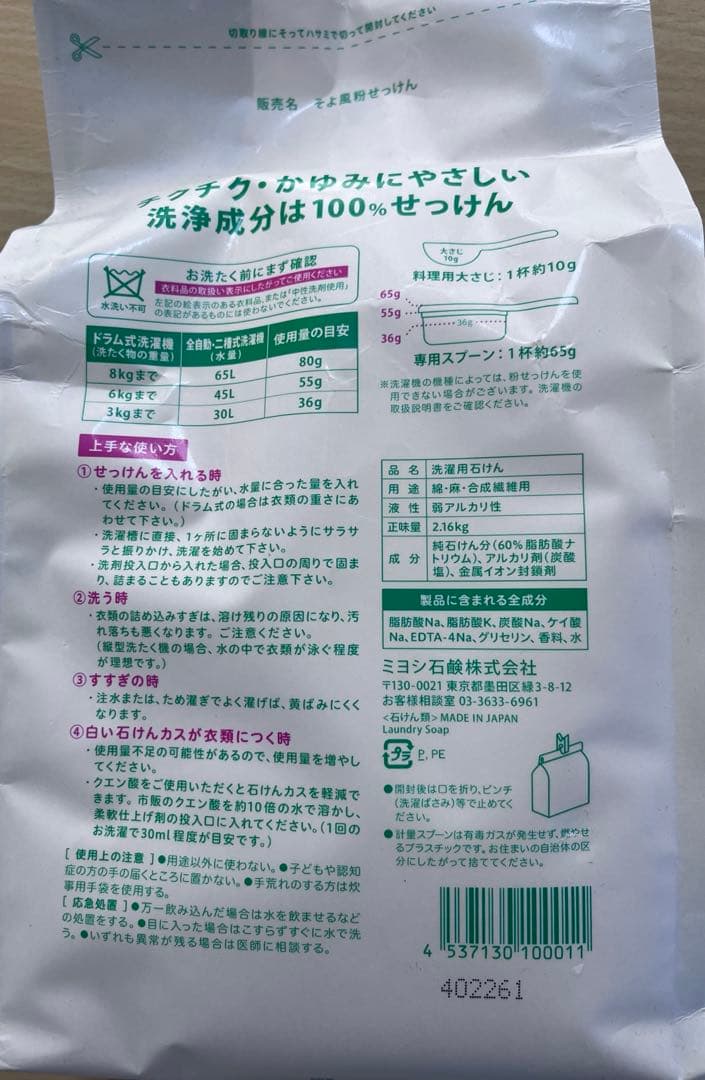 切取り線にそってハサミで切って開封してください
販売名 そよ風粉せっけん
チクチク・かゆみにやさしい
洗浄成分は100%せっけん
お洗たく前にまず確認
衣料品の取扱い表示にしたがってご使用ください
左記の絵表示のある衣料品、または「中性洗剤使用」
の表記があるものには使わないでください。
水洗い不可
ドラム式洗濯機 (洗たく物の重量) 全自動・二槽式洗濯機 (水量) 使用量の目安
8kgまで 65L 80g
6kgまで 45L 55g
3kgまで 30L 36g
大さじ
10g
料理用大さじ：1杯約10g
65g
55g
36g
36g
専用スプーン：1杯約65g
※洗濯機の機種によっては、粉せっけんを使
用できない場合がございます。洗濯機の
取扱説明書をご確認ください。
上手な使い方
①せっけんを入れる時
・使用量の目安にしたがい、水量に合った量を入れ
てください。（ドラム式の場合は衣類の重さにあ
わせて下さい。）
・洗濯槽に直接、1ヶ所に固まらないようにサラサ
ラと振りかけ、洗濯を始めて下さい。
・洗剤投入口から入れた場合、投入口の周りで固ま
り、詰まることもありますのでご注意下さい。
②洗う時
・衣類の詰め込みすぎは、溶け残りの原因になり、汚
れ落ちも悪くなります。ご注意ください。
（縦型洗たく機の場合、水の中で衣類が泳ぐ程度
が理想です。）
③すすぎの時
・注水または、ため濯ぎでよく濯げば、黄ばみにくく
なります。
④白い石けんカスが衣類につく時
・使用量不足の可能性があるので、使用量を増やし
てください。
・クエン酸をご使用いただくと石けんカスを軽減で
きます。市販のクエン酸を約10倍の水で溶かし、
柔軟仕上げ剤の投入口に入れてください。（1回の
お洗濯で30ml程度が目安です。）
[ 使用上の注意 ]●用途以外に使わない。●子どもや認知
症の方の手の届くところに置かない。●手荒れのする方は炊
事用手袋を使用する。
[ 応急処置 ]●万一飲み込んだ場合は水を飲ませるなど
の処置をする。●目に入った場合はこすらずすぐに水で洗
う。●いずれも異常が残る場合は医師に相談する。
品名 洗濯用石けん
用途 綿・麻・合成繊維用
液性 弱アルカリ性
正味量 2.16kg
成分 純石けん分（60% 脂肪酸ナ
トリウム）、アルカリ剤（炭酸
塩）、金属イオン封鎖剤
製品に含まれる全成分
脂肪酸Na、脂肪酸K、炭酸Na、ケイ酸
Na、EDTA-4Na、グリセリン、香料、水
ミヨシ石鹸株式会社
〒130-0021 東京都墨田区緑3-8-12
お客様相談室 03-3633-6961
<石けん類> MADE IN JAPAN
Laundry Soap
プラ P, PE
●開封後は口を折り、ピンチ
（洗濯ばさみ）等で止めてく
ださい。
●計量スプーンは有毒ガスが発生せず、燃やせ
るプラスチックです。お住まいの自治体の区
分にしたがって捨ててください。
4 537130 100011
402261